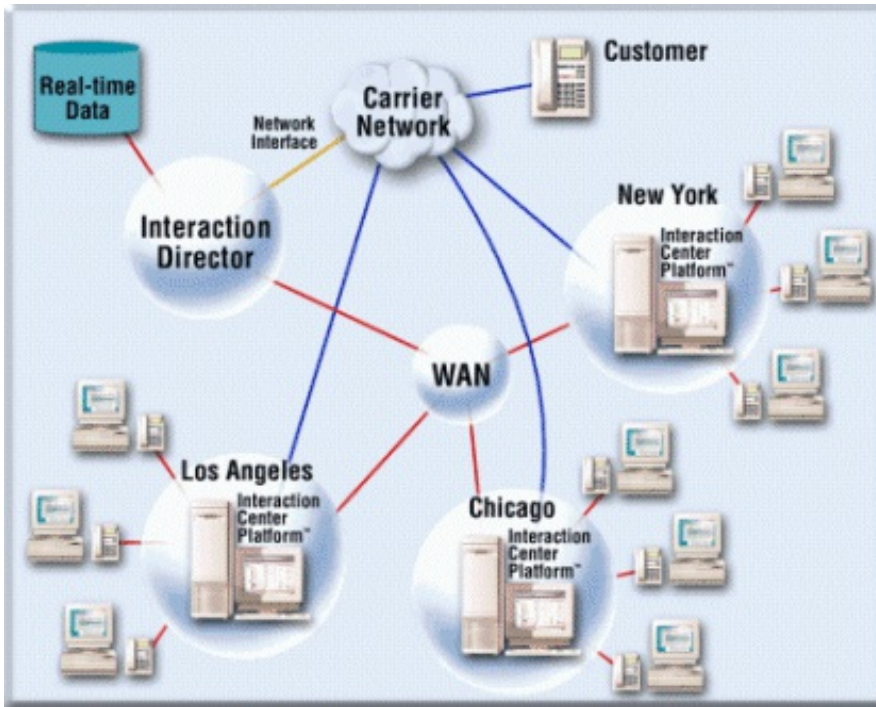 Real-time
Data
Network
Interface
Carrier
Network
Customer
Interaction
Director
New York
Interaction
Center
Platform™
WAN
Los Angeles
Interaction
Center
Platform™
Chicago
Interaction
Center
Platform™